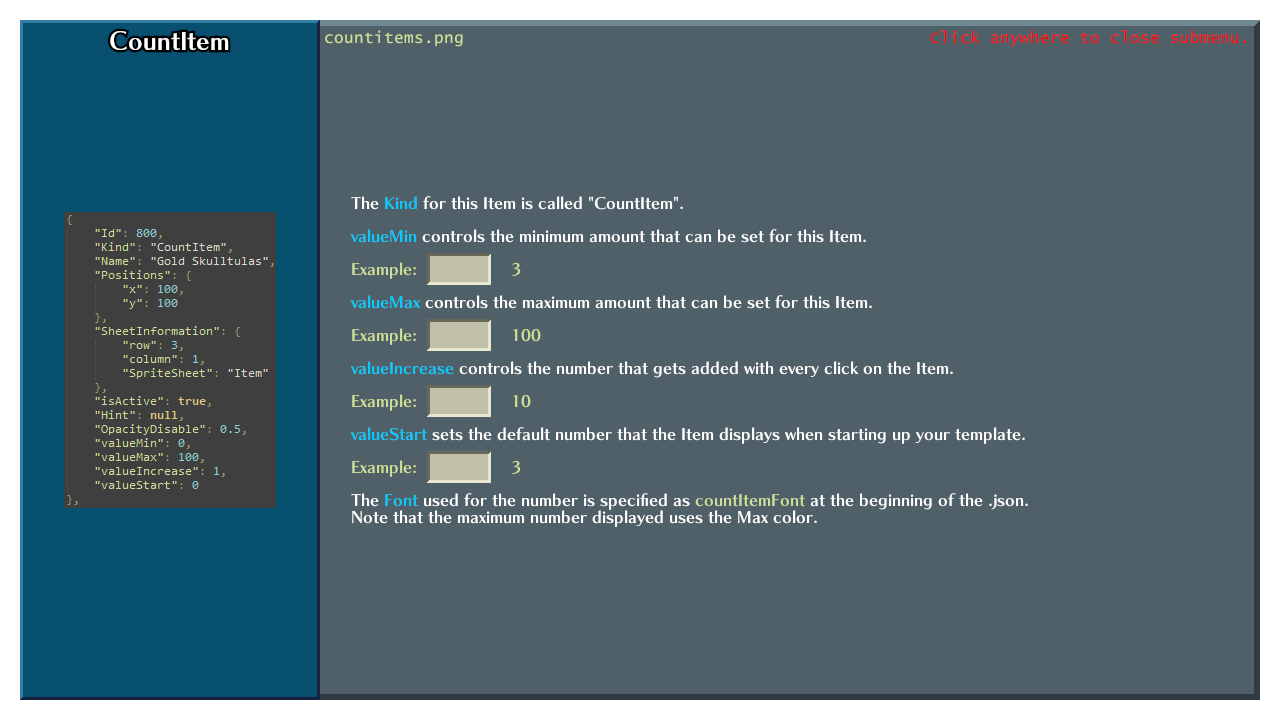 CountItem
countitems.png
Click anywhere to close submenu.
{
"Id": 800,
"Kind": "CountItem",
"Name": "Gold Skulltulas",
"Positions": {
"x": 100,
"y": 100
},
"SheetInformation": {
"row": 3,
"column": 1,
"SpriteSheet": "Item"
},
"isActive": true,
"Hint": null,
"OpacityDisable": 0.5,
"valueMin": 0,
"valueMax": 100,
"valueIncrease": 1,
"valueStart": 0
},
The Kind for this Item is called "CountItem".
valueMin controls the minimum amount that can be set for this Item.
Example: 3
valueMax controls the maximum amount that can be set for this Item.
Example: 100
valueIncrease controls the number that gets added with every click on the Item.
Example: 10
valueStart sets the default number that the Item displays when starting up your template.
Example: 3
The Font used for the number is specified as countItemFont at the beginning of the .json.
Note that the maximum number displayed uses the Max color.